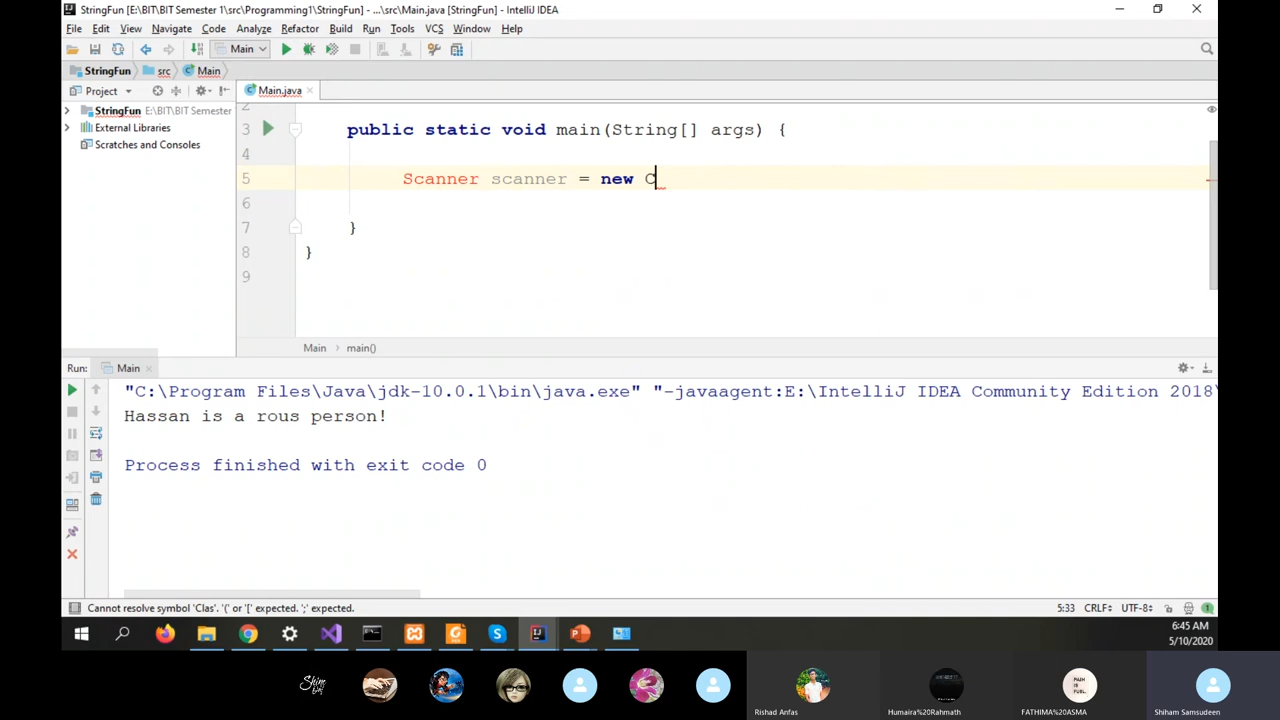 StringFun [E:\BIT\BIT Semester 1\src\Programming1\StringFun] - ...\src\Main.java [StringFun] - IntelliJ IDEA
File Edit View Navigate Code Analyze Refactor Build Run Tools VCS Window Help
Main
StringFun src Main
Project
Main.java
StringFun E:\BIT\BIT Semester
External Libraries
Scratches and Consoles
2
3 public static void main(String[] args) {
4
5 Scanner scanner = new C
6
7 }
8 }
9
Main main()
Run: Main
"C:\Program Files\Java\jdk-10.0.1\bin\java.exe" "-javaagent:E:\IntelliJ IDEA Community Edition 2018\
Hassan is a rous person!
Process finished with exit code 0
Cannot resolve symbol 'Clas'. '(' or '[' expected. ';' expected.
5:33 CRLF UTF-8 1
6:45 AM
5/10/2020
Rishad Anfas
Humaira%20Rahmath
FATHIMA%20ASMA
Shiham Samsudeen